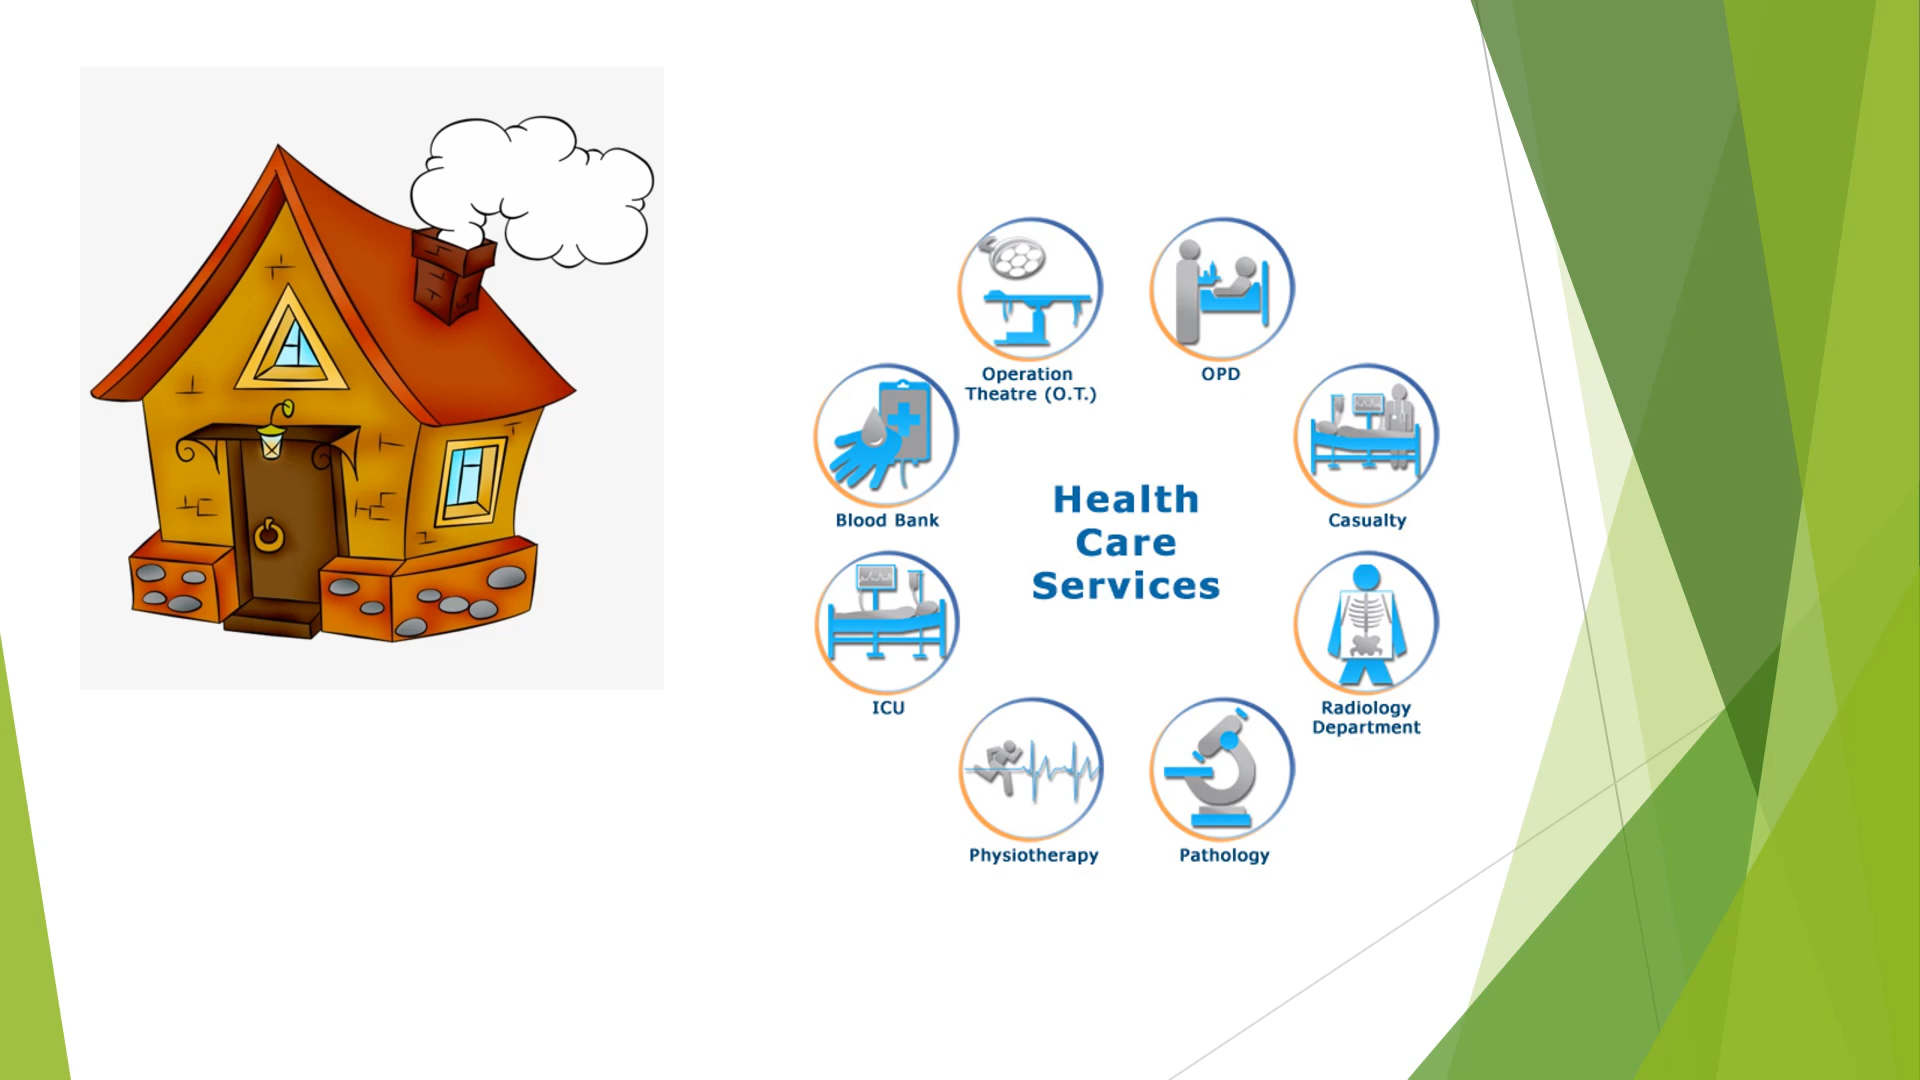 Operation
Theatre (O.T.)
OPD
Blood Bank
Casualty
Health
Care
Services
ICU
Radiology
Department
Physiotherapy
Pathology